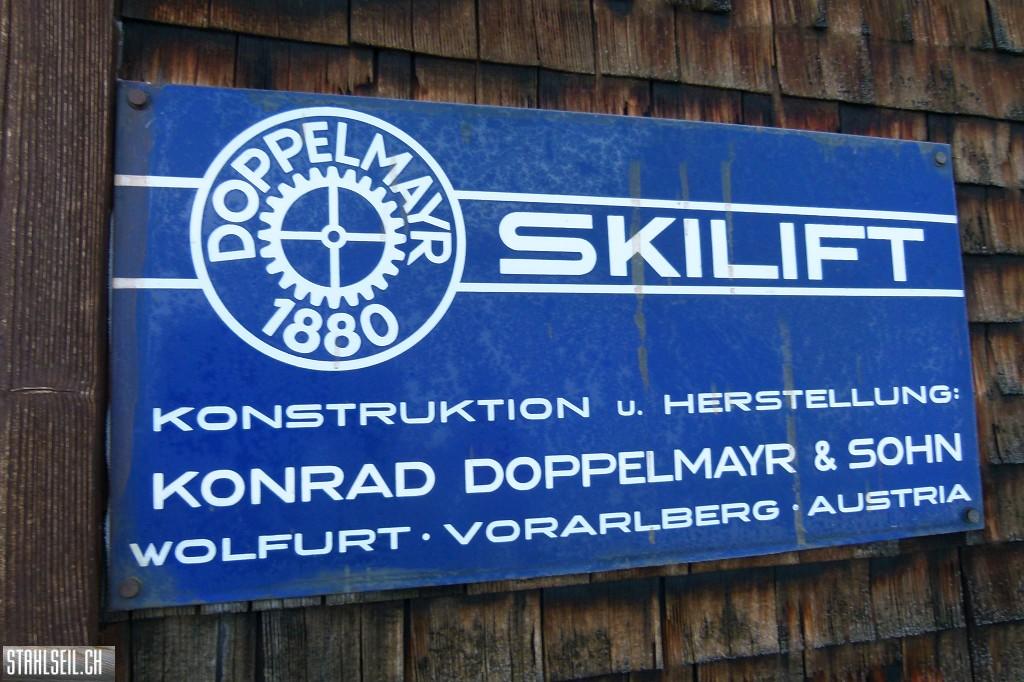 DOPPELMAYR
1880
SKILIFT
KONSTRUKTION u. HERSTELLUNG:
KONRAD DOPPELMAYR & SOHN
WOLFURT · VORARLBERG · AUSTRIA
STAHLSEIL.CH